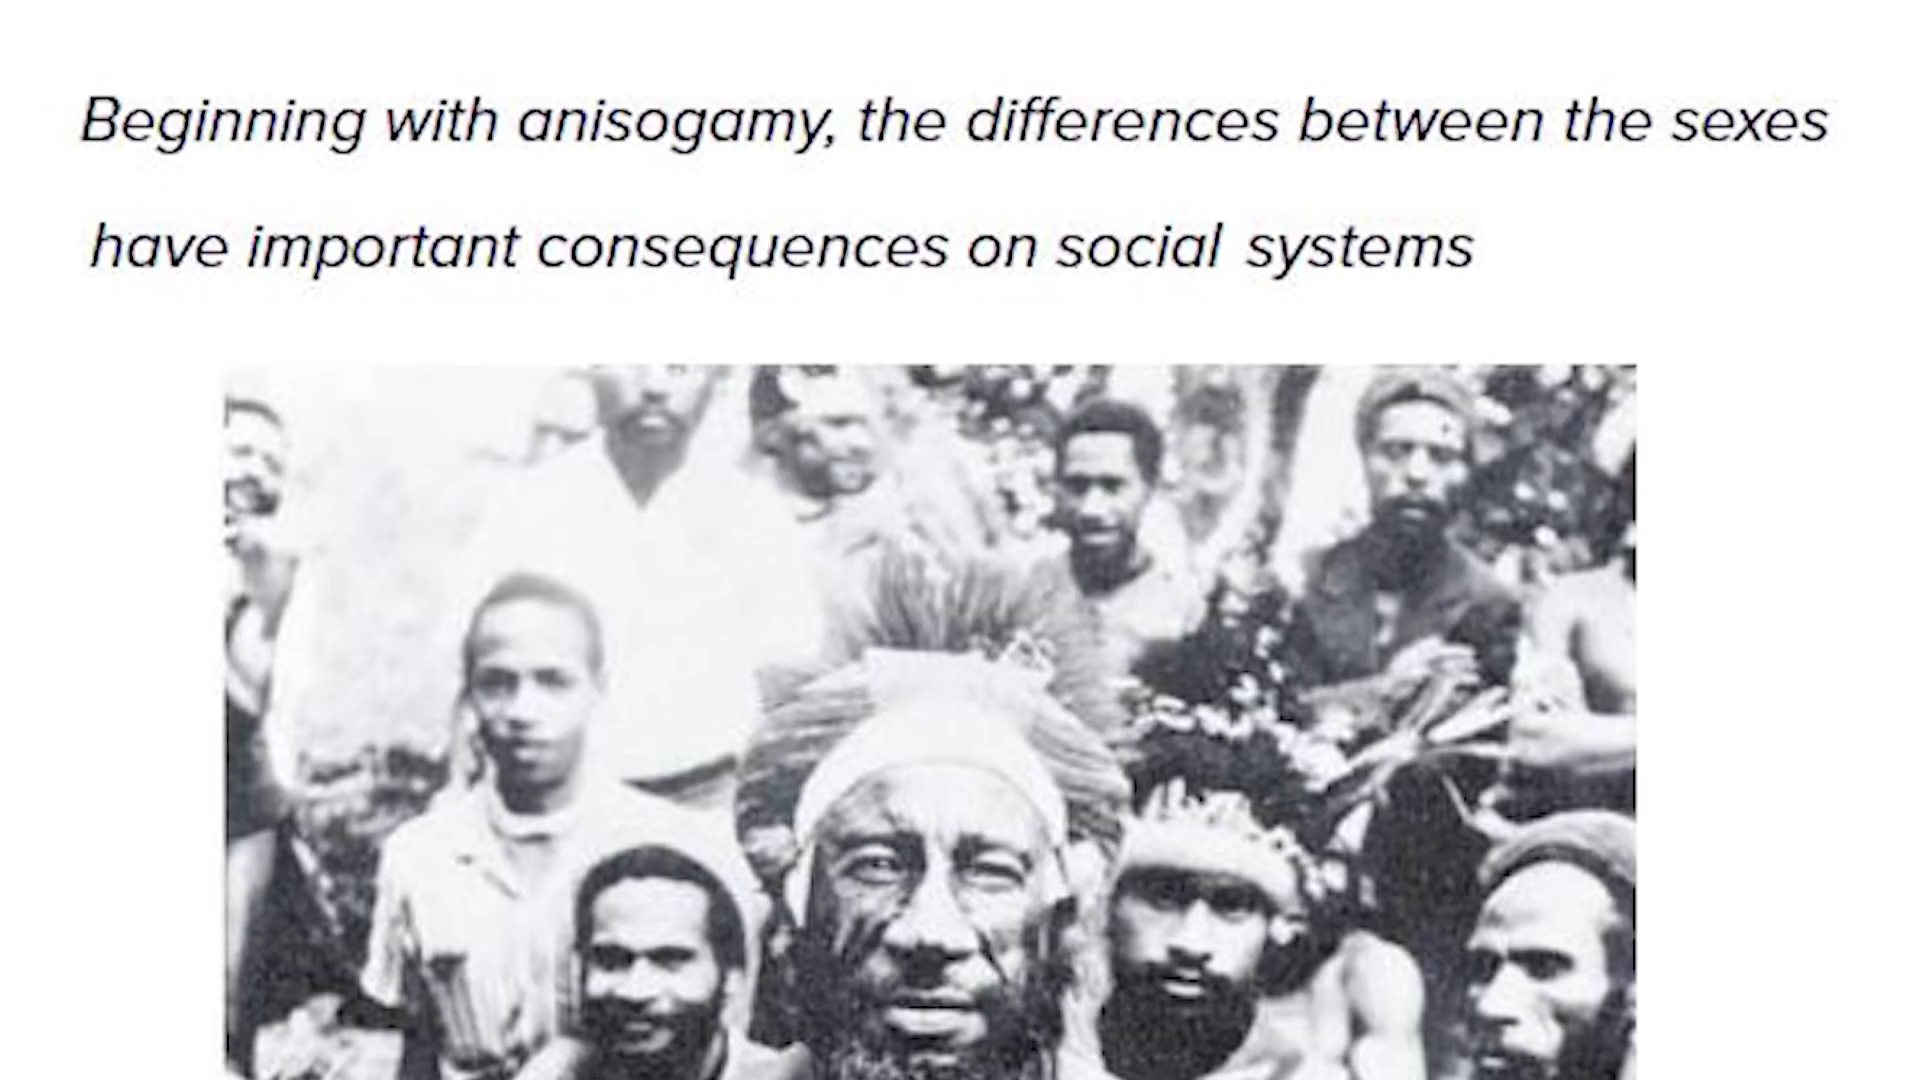 Beginning with anisogamy, the differences between the sexes
have important consequences on social systems